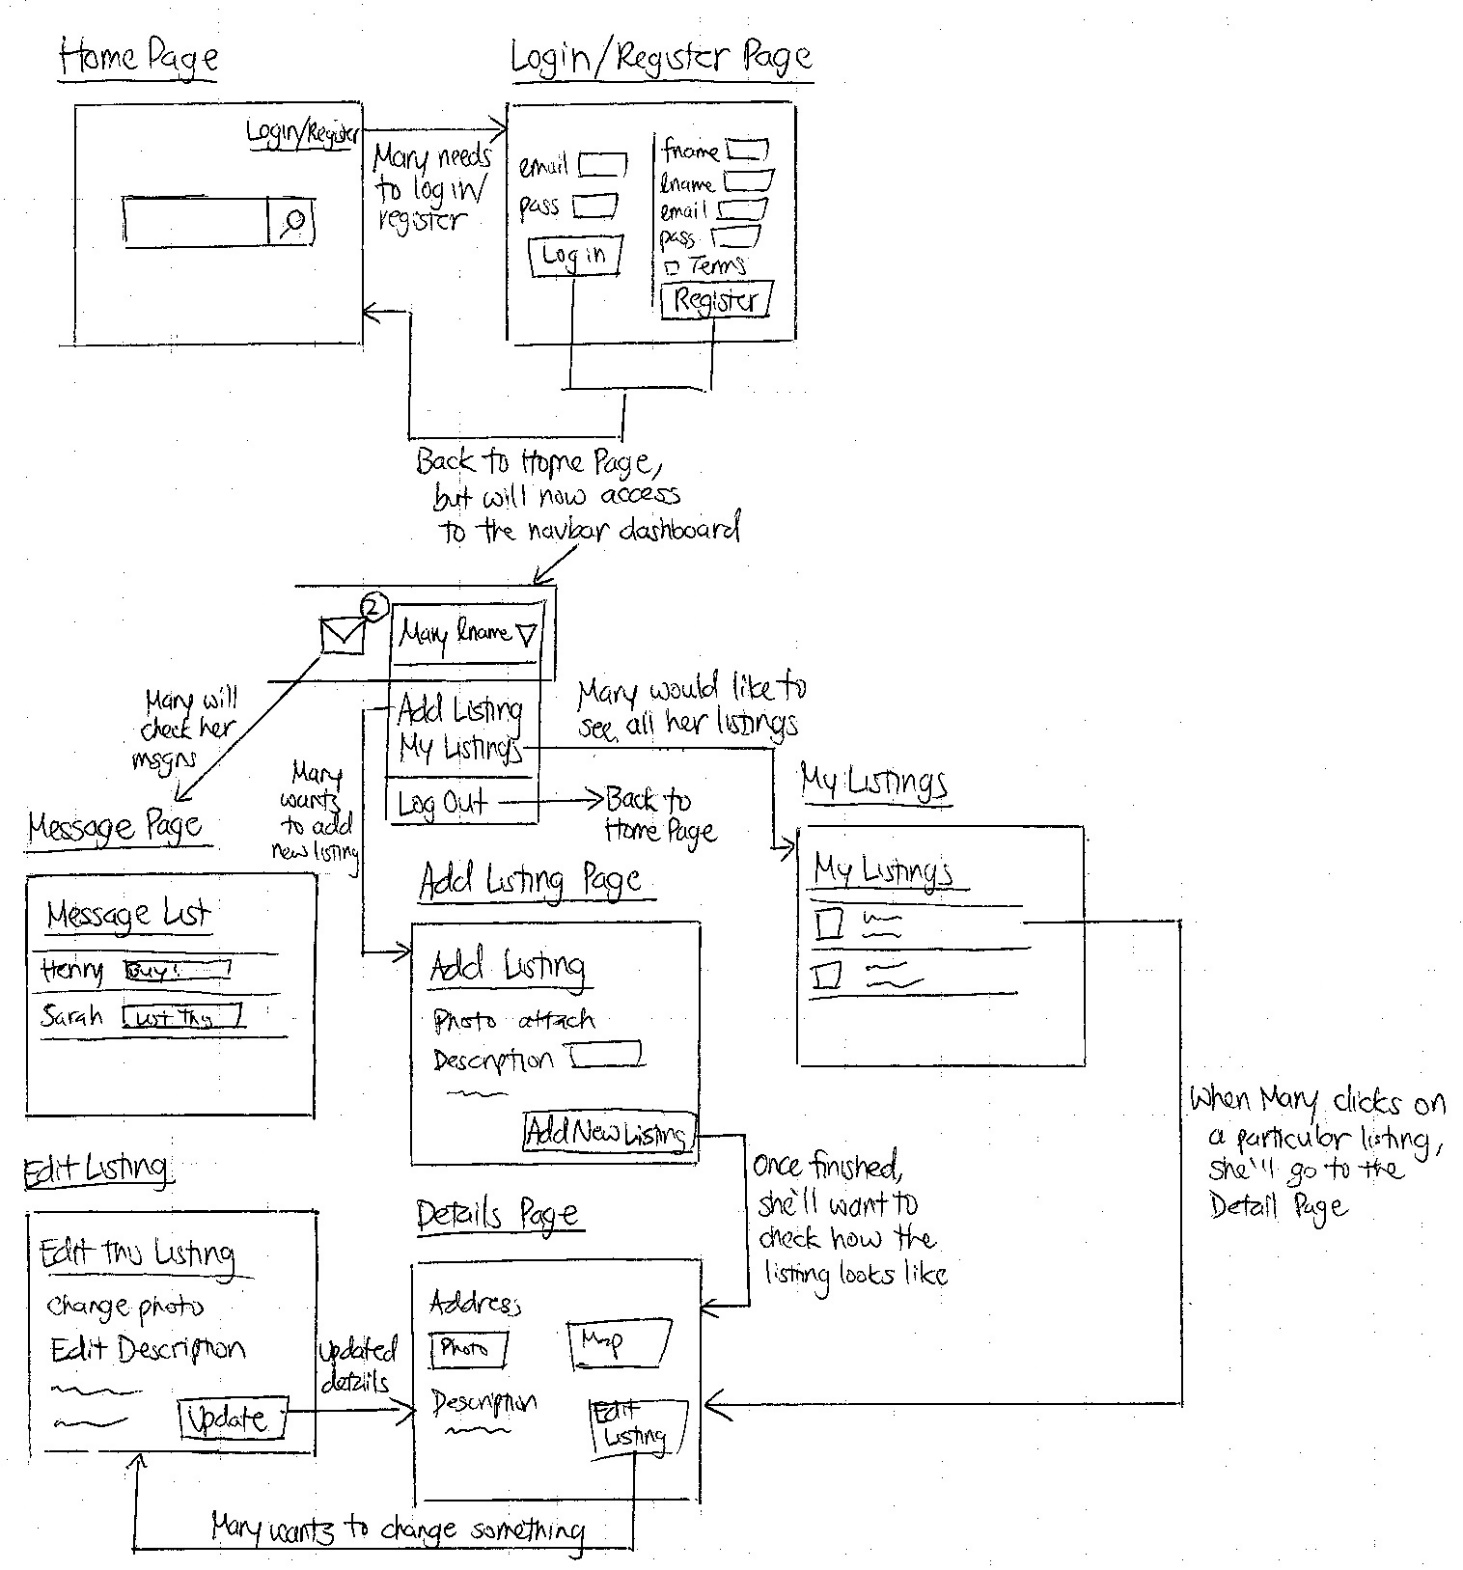 Home Page
Login/Register
Mary needs
to log in/
register
Login/Register Page
email
pass
Log in
fname
lname
email
pass
Terms
Register
Back to Home Page,
but will now access
to the navbar dashboard
2
Mary lname
Add Listing
My Listings
Log Out
Back to
Home Page
Mary will
check her
msgns
Mary
wants
to add
new listing
Mary would like to
see all her listings
Message Page
Message List
Henry Buy!
Sarah List
Add Listing Page
Add Listing
Photo attach
Description
Add New Listing
My Listings
My Listings
When Mary clicks on
a particular listing,
she'll go to the
Detail Page
Once finished,
she'll want to
check how the
listing looks like
Edit Listing
Edit this Listing
Change photo
Edit Description
Update
Updated
details
Details Page
Address
Photo
Map
Description
Edit
Listing
Mary wants to change something